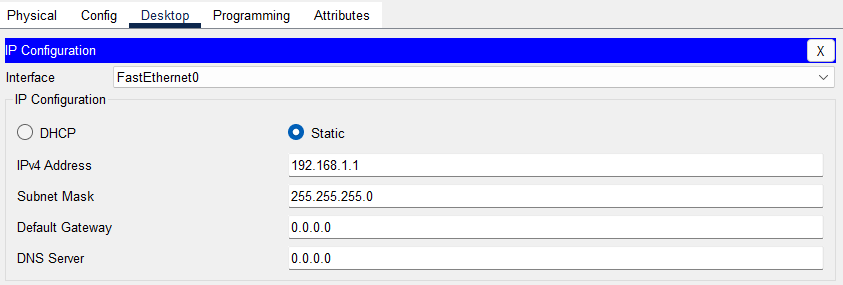 Physical Config Desktop Programming Attributes
IP Configuration X
Interface FastEthernet0
IP Configuration
DHCP Static
IPv4 Address 192.168.1.1
Subnet Mask 255.255.255.0
Default Gateway 0.0.0.0
DNS Server 0.0.0.0